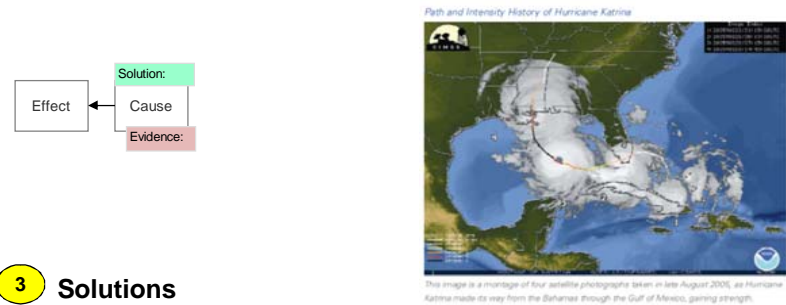 Path and Intensity History of Hurricane Katrina
Solution:
Effect
Cause
Evidence:
This image is a montage of four satellite photographs taken in late August 2005, as Hurricane
Katrina made its way from the Bahamas through the Gulf of Mexico, gaining strength.
3 Solutions